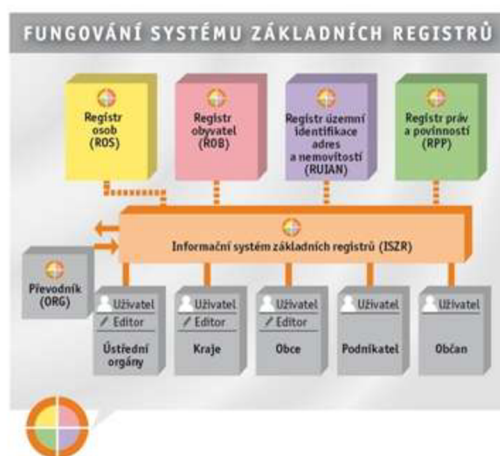 FUNGOVÁNÍ SYSTÉMU ZÁKLADNÍCH REGISTRŮ
Registr
osob
(ROS)
Registr
obyvatel
(ROB)
Registr územní
identifikace
adres
a nemovitostí
(RUIAN)
Registr práv
a povinností
(RPP)
Informační systém základních registrů (ISZR)
Převodník
(ORG)
Uživatel
Editor
Ústřední
orgány
Uživatel
Editor
Kraje
Uživatel
Editor
Obce
Uživatel
Podnikatel
Uživatel
Občan